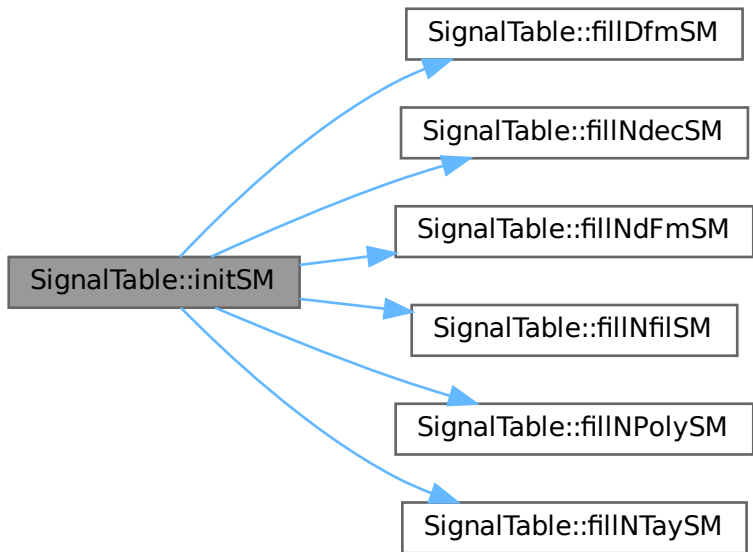 SignalTable::fillDfmSM
SignalTable::fillNdecSM
SignalTable::fillNdFmSM
SignalTable::initSM
SignalTable::fillNfilSM
SignalTable::fillNPolySM
SignalTable::fillNTaySM